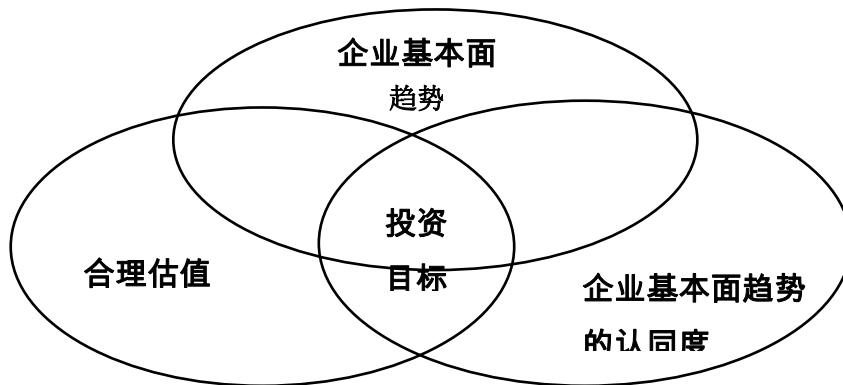 企业基本面
趋势
投资
目标
合理估值
企业基本面趋势
的认同度